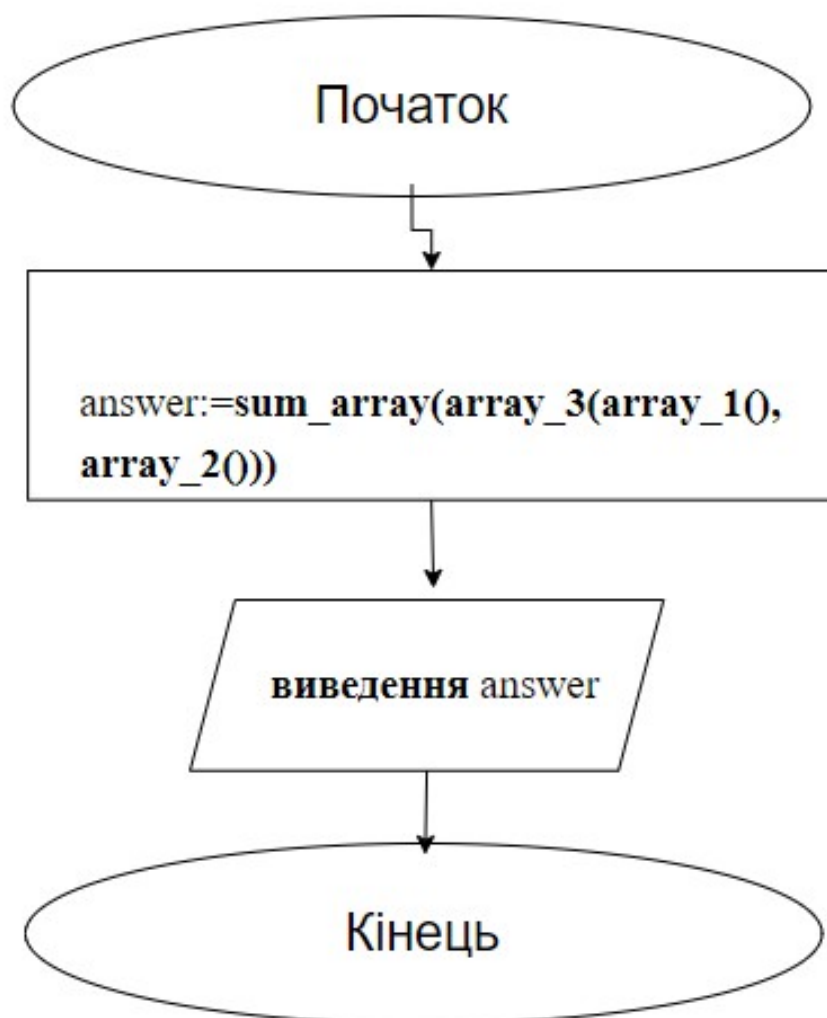 Початок
answer:=sum_array(array_3(array_1(),
array_2()))
виведення answer
Кінець